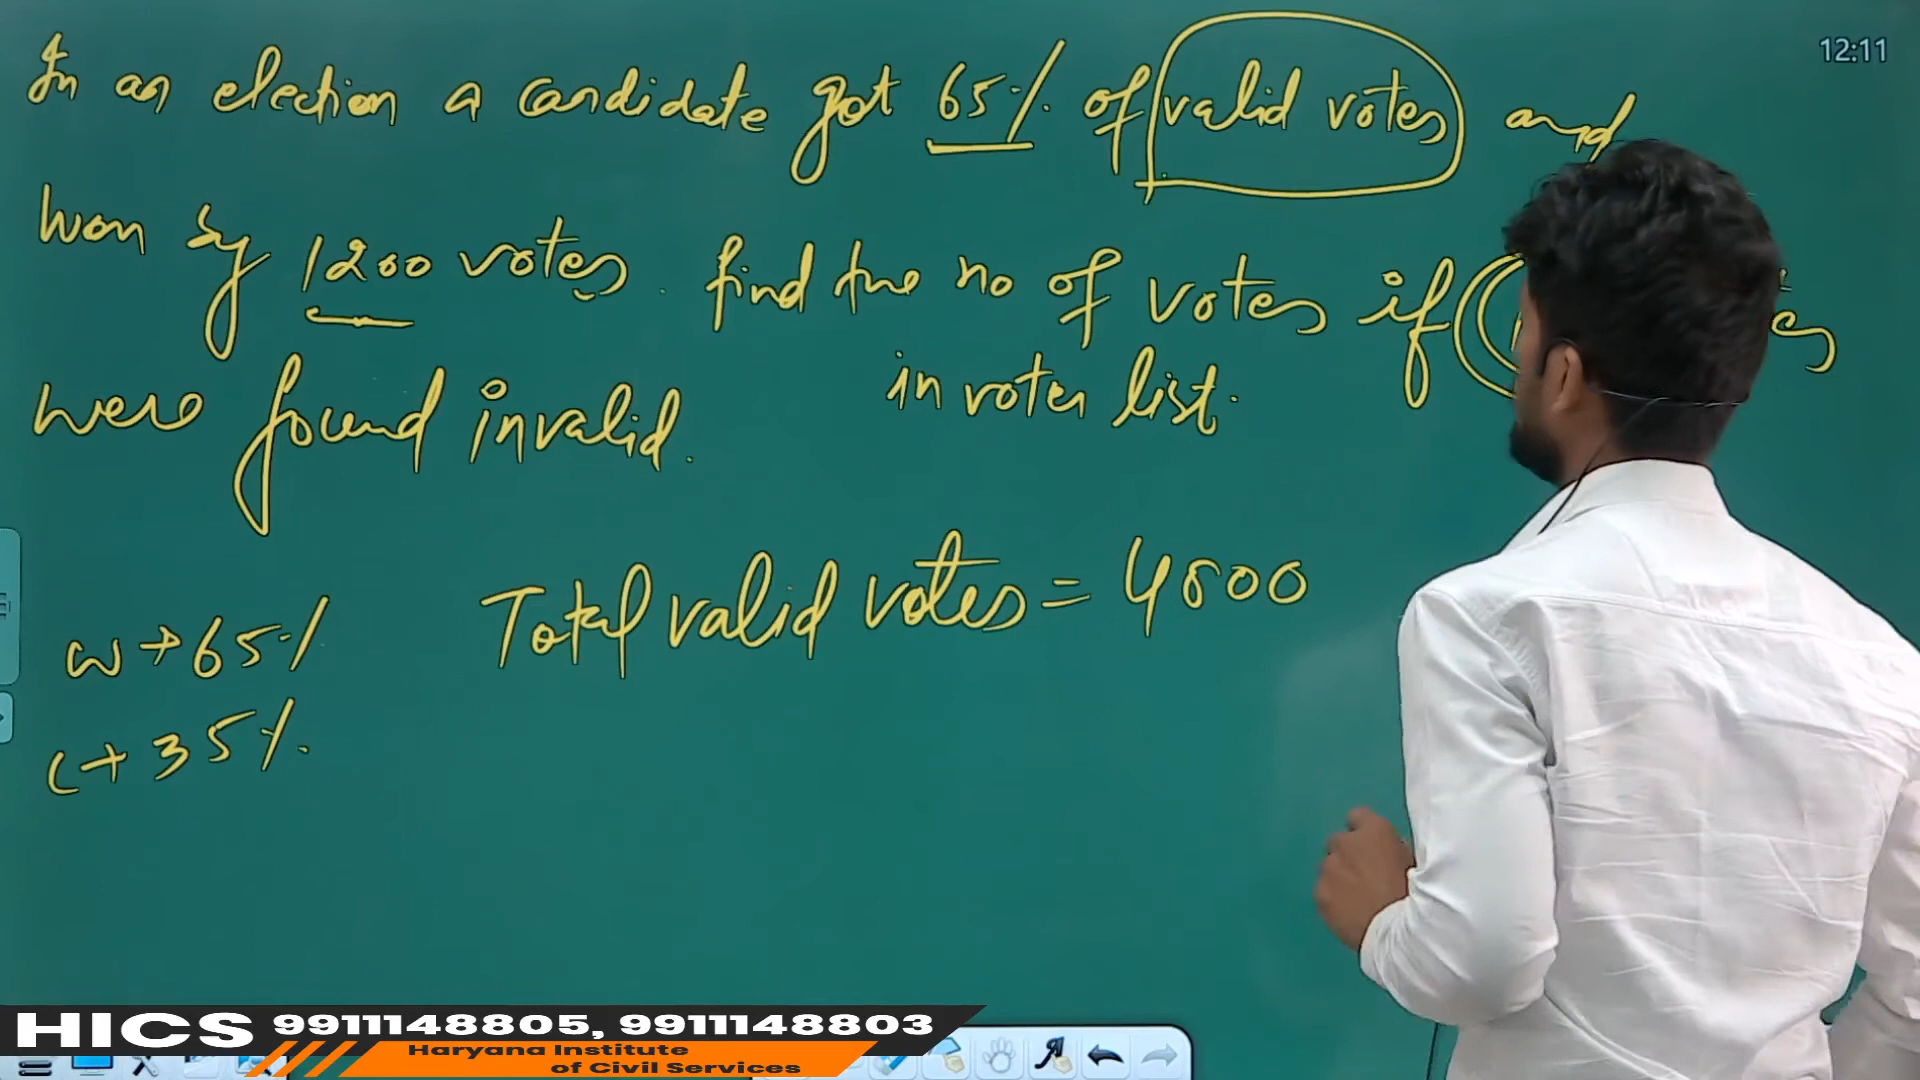 12:11
In an election a candidate got 65% of valid votes and
won by 1200 votes. find the no of votes if
in voter list.
were found invalid.
Total valid votes = 4000
w → 65%
L → 35%.
HICS 9911148805, 9911148803
Haryana Institute
of Civil Services